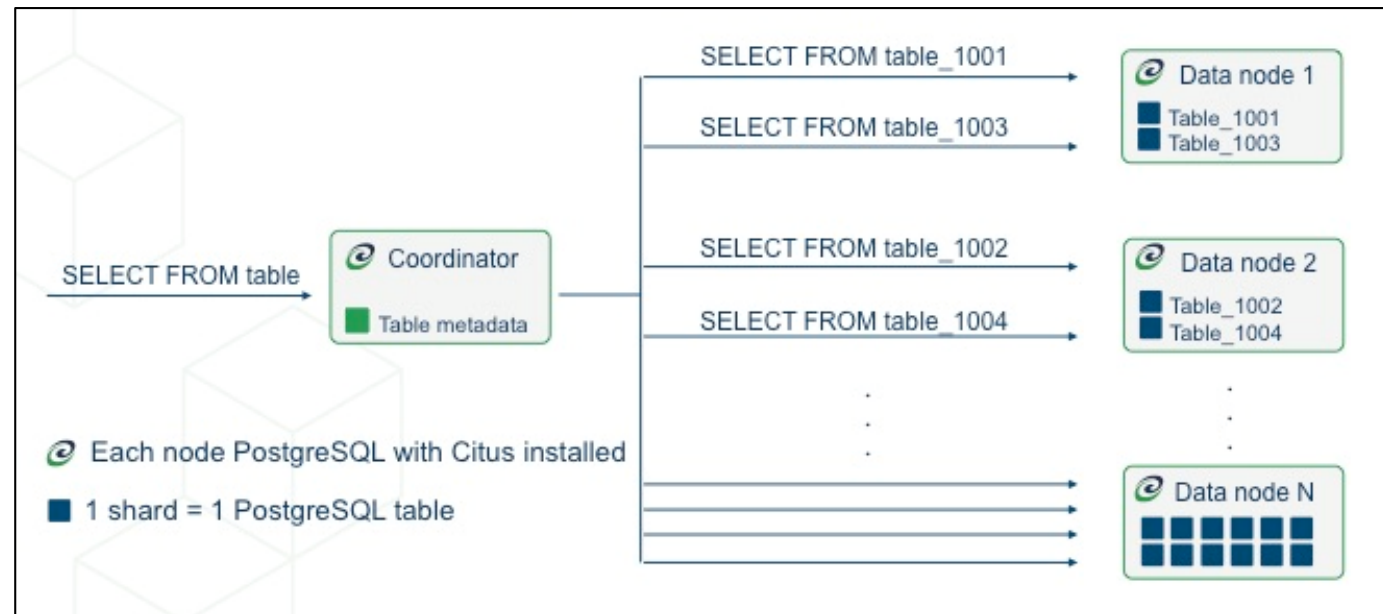 SELECT FROM table_1001
Data node 1
Table_1001
Table_1003
SELECT FROM table_1003
SELECT FROM table
Coordinator
Table metadata
SELECT FROM table_1002
Data node 2
Table_1002
Table_1004
SELECT FROM table_1004
.
.
.
.
.
.
Each node PostgreSQL with Citus installed
1 shard = 1 PostgreSQL table
Data node N